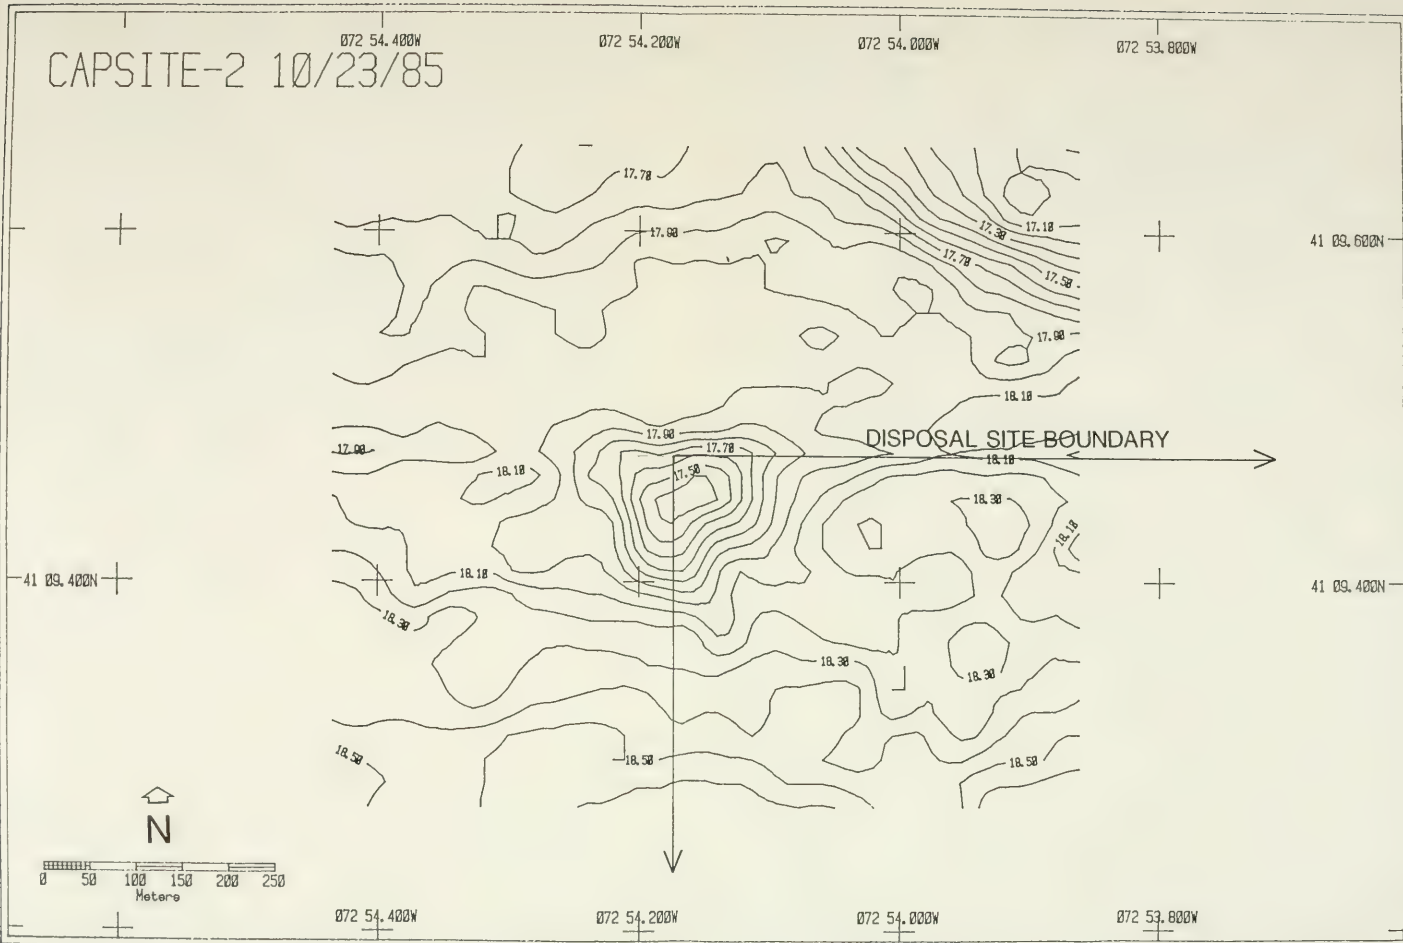 072 54.400W 072 54.200W 072 54.000W 072 53.800W
CAPSITE-2 10/23/85
17.70
17.90
17.10
17.30
41 09.600N
17.70
17.50
17.90
18.10
17.90
DISPOSAL SITE BOUNDARY
17.90
17.70
18.10
18.10
17.50
18.30
18.10
41 09.400N
18.10
41 09.400N
18.30
18.30
18.30
18.50
18.50
18.50
N
0 50 100 150 200 250
Meters
072 54.400W 072 54.200W 072 54.000W 072 53.800W